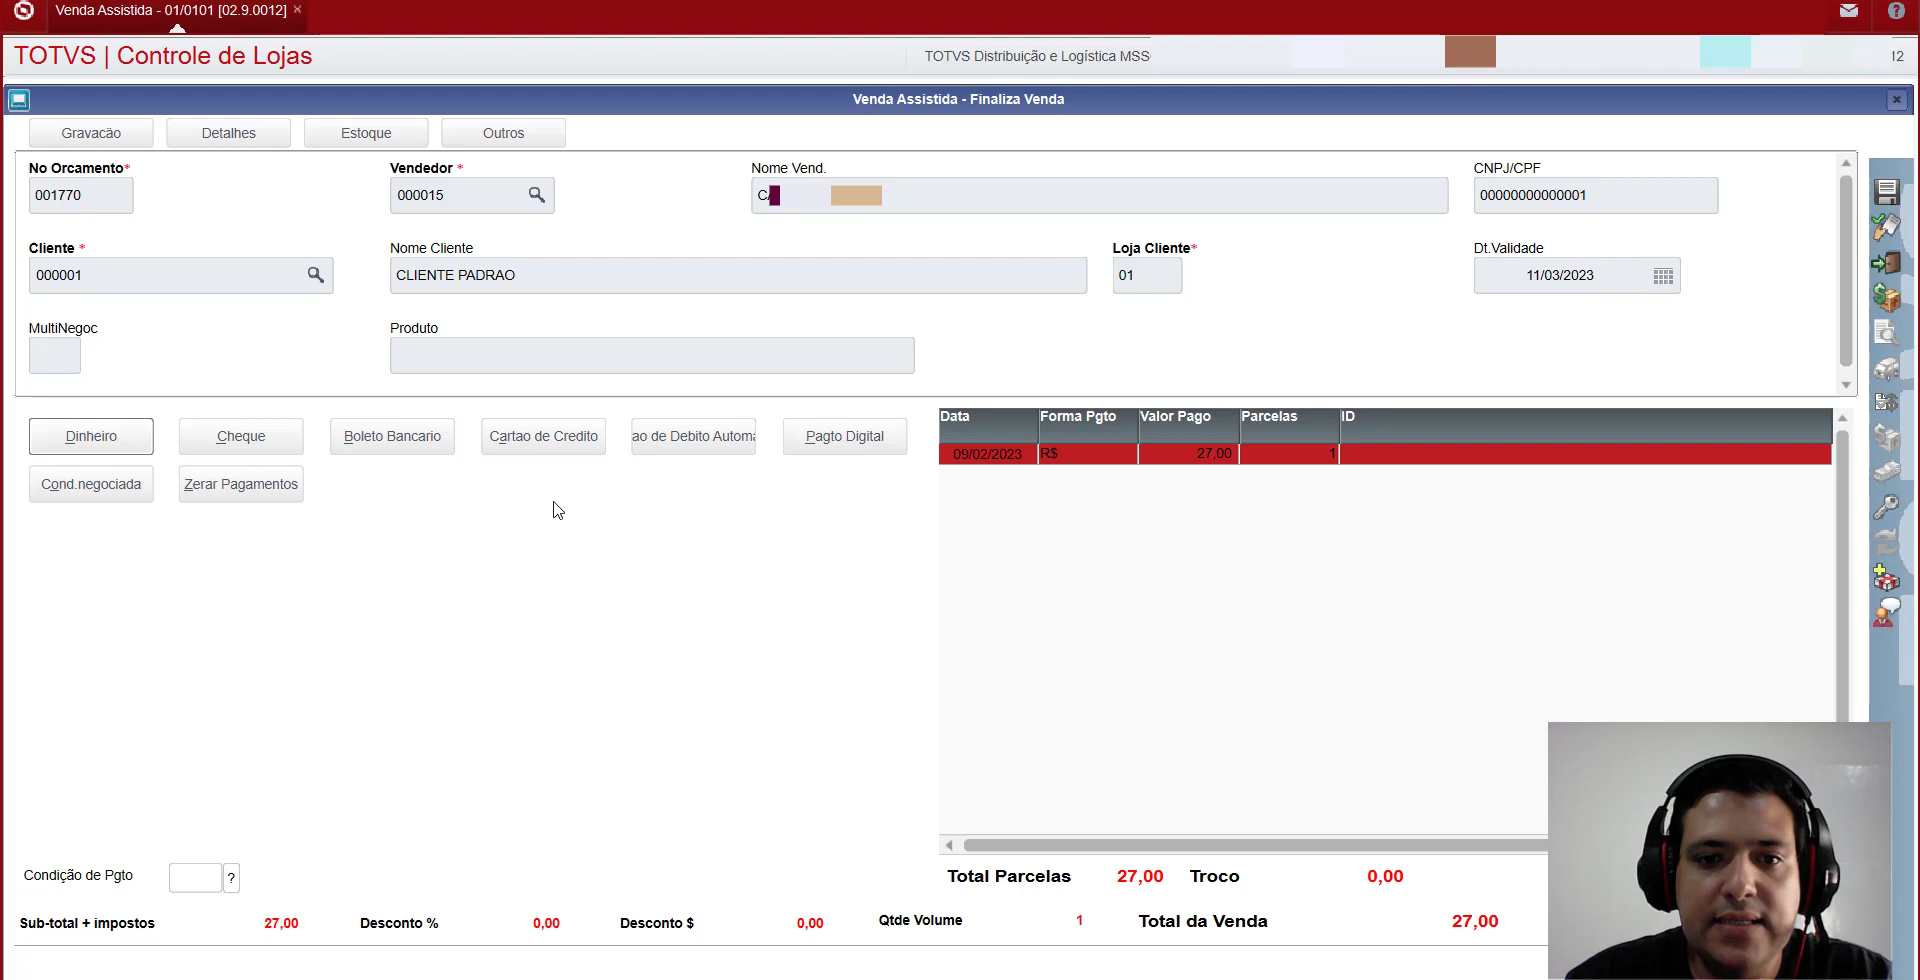 Venda Assistida - 01/0101 [02.9.0012] ×
TOTVS | Controle de Lojas
TOTVS Distribuição e Logística MSS
Venda Assistida - Finaliza Venda
Gravacão Detalhes Estoque Outros
No Orcamento* Vendedor * Nome Vend. CNPJ/CPF
001770 000015 00000000000001
Cliente * Nome Cliente Loja Cliente* Dt.Validade
000001 CLIENTE PADRAO 01 11/03/2023
MultiNegoc Produto
Data Forma Pgto Valor Pago Parcelas ID
Dinheiro Cheque Boleto Bancario Cartao de Credito ao de Debito Automa Pagto Digital
09/02/2023 R$ 27,00 1
Cond.negociada Zerar Pagamentos
Condição de Pgto ? Total Parcelas 27,00 Troco 0,00
Sub-total + impostos 27,00 Desconto % 0,00 Desconto $ 0,00 Qtde Volume 1 Total da Venda 27,00